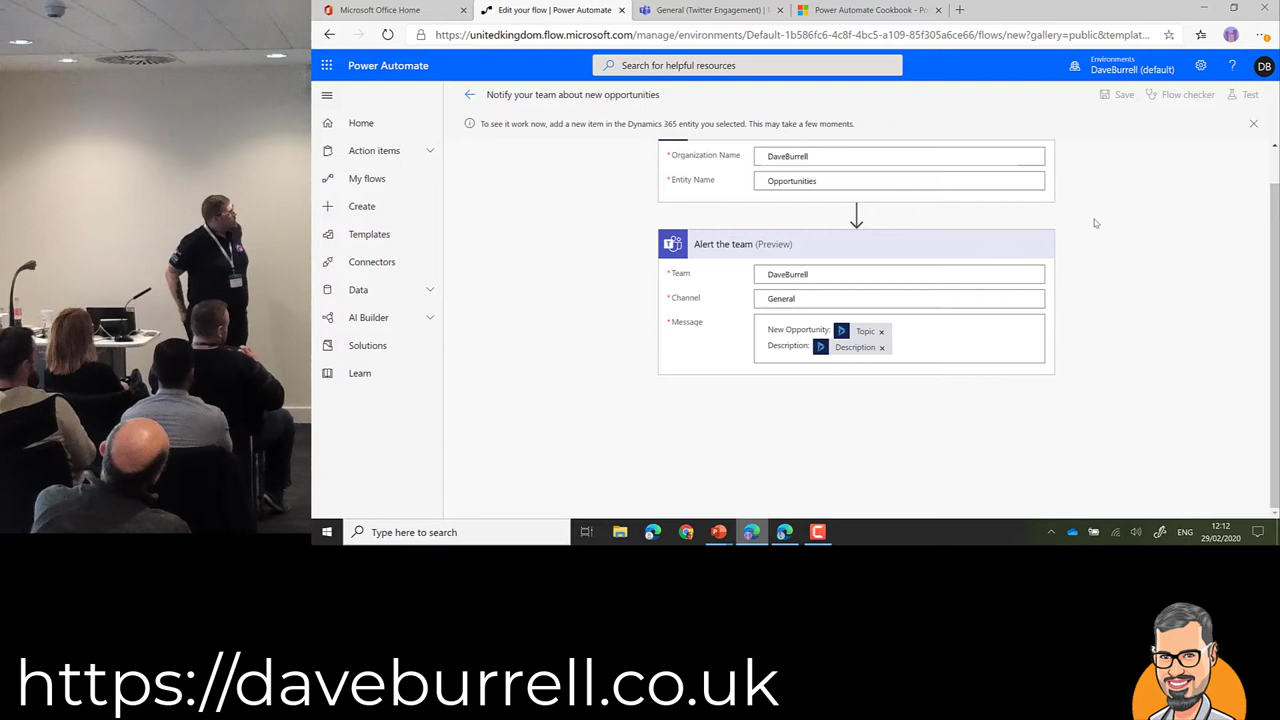 Microsoft Office Home
Edit your flow | Power Automate
General (Twitter Engagement) |
Power Automate Cookbook - Po
https://unitedkingdom.flow.microsoft.com/manage/environments/Default-1b586fc6-4c8f-4bc5-a109-85f305a6ce66/flows/new?gallery=public&templat...
Power Automate
Search for helpful resources
Environments
DaveBurrell (default)
DB
Notify your team about new opportunities
Save
Flow checker
Test
To see it work now, add a new item in the Dynamics 365 entity you selected. This may take a few moments.
Home
Action items
My flows
Create
Templates
Connectors
Data
AI Builder
Solutions
Learn
* Organization Name
DaveBurrell
* Entity Name
Opportunities
Alert the team (Preview)
* Team
DaveBurrell
* Channel
General
* Message
New Opportunity: Topic ×
Description: Description ×
Type here to search
ENG
12:12
29/02/2020
https://daveburrell.co.uk